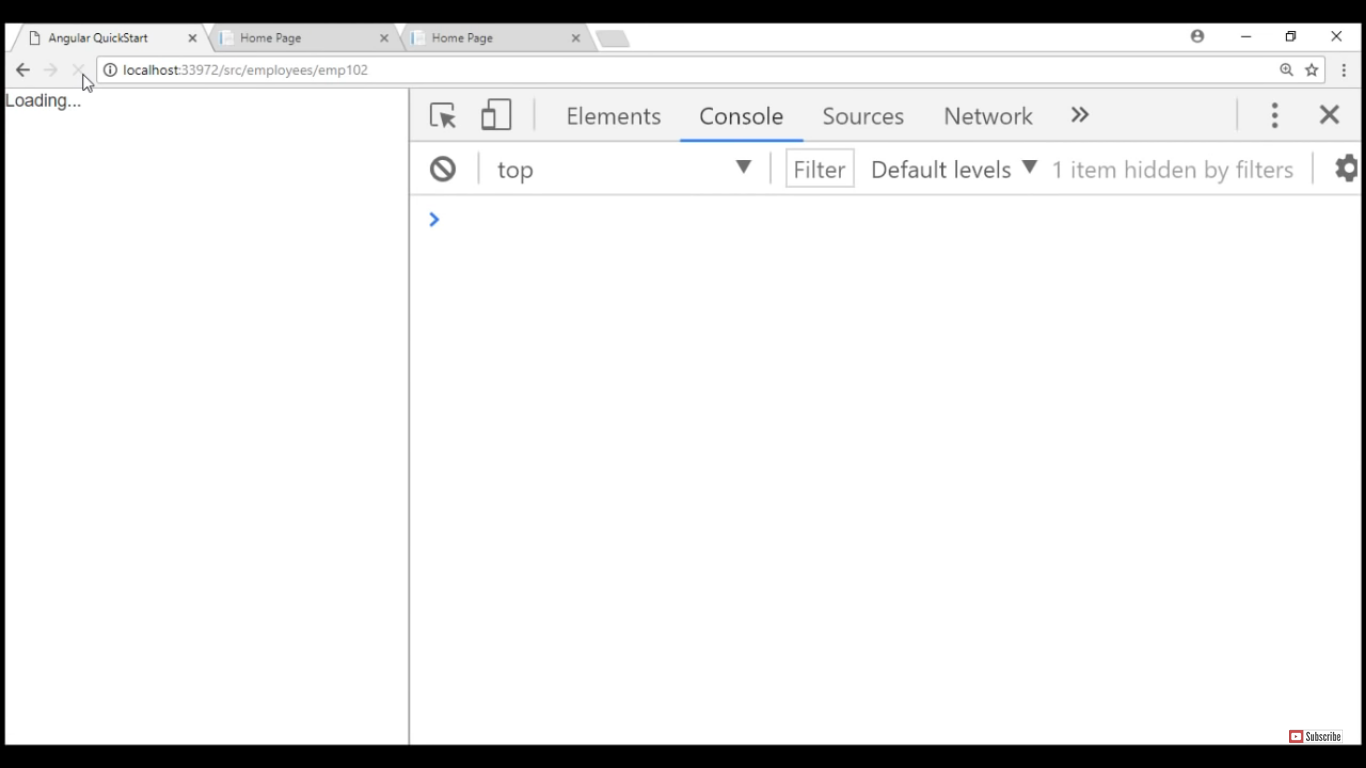 Angular QuickStart
Home Page
Home Page
localhost:33972/src/employees/emp102
Loading...
Elements
Console
Sources
Network
top
Filter
Default levels
1 item hidden by filters
Subscribe